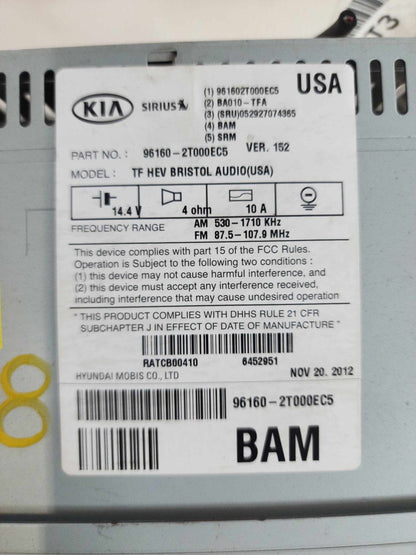 T3
USA
KIA SIRIUS
(1) 961602T000EC5
(2) BA010-TFA
(3) (SRU)052927074365
(4) BAM
(5) SRM
PART NO. : 96160-2T000EC5 VER. 152
MODEL : TF HEV BRISTOL AUDIO(USA)
14.4 V 4 ohm 10 A
FREQUENCY RANGE AM 530-1710 KHz
FM 87.5-107.9 MHz
This device complies with part 15 of the FCC Rules.
Operation is Subject to the following two conditions :
(1) this device may not cause harmful interference, and
(2) this device must accept any interference received,
including interference that may cause undesired operation
" THIS PRODUCT COMPLIES WITH DHHS RULE 21 CFR
SUBCHAPTER J IN EFFECT OF DATE OF MANUFACTURE "
RATCB00410 6452951
HYUNDAI MOBIS CO., LTD NOV 20. 2012
96160-2T000EC5
BAM
8